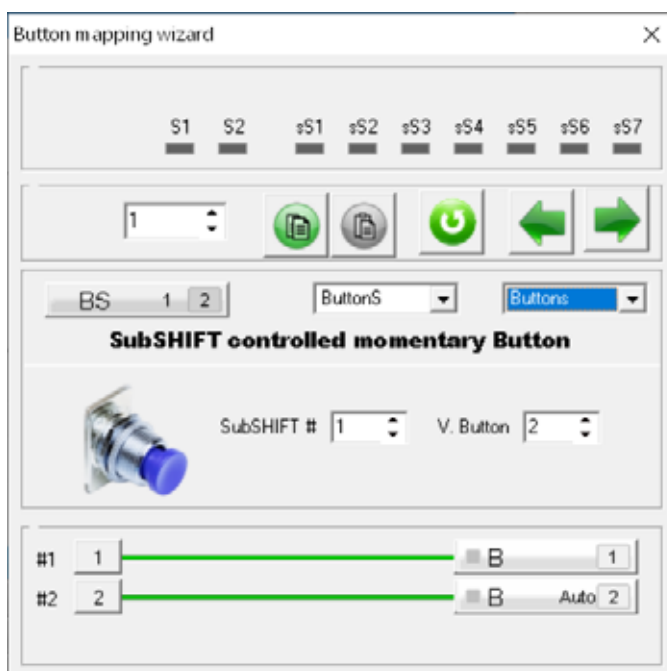 Button mapping wizard
S1 S2 sS1 sS2 sS3 sS4 sS5 sS6 sS7
1
BS 1 2 ButtonS Buttons
SubSHIFT controlled momentary Button
SubSHIFT # 1 V. Button 2
#1 1 B 1
#2 2 B Auto 2